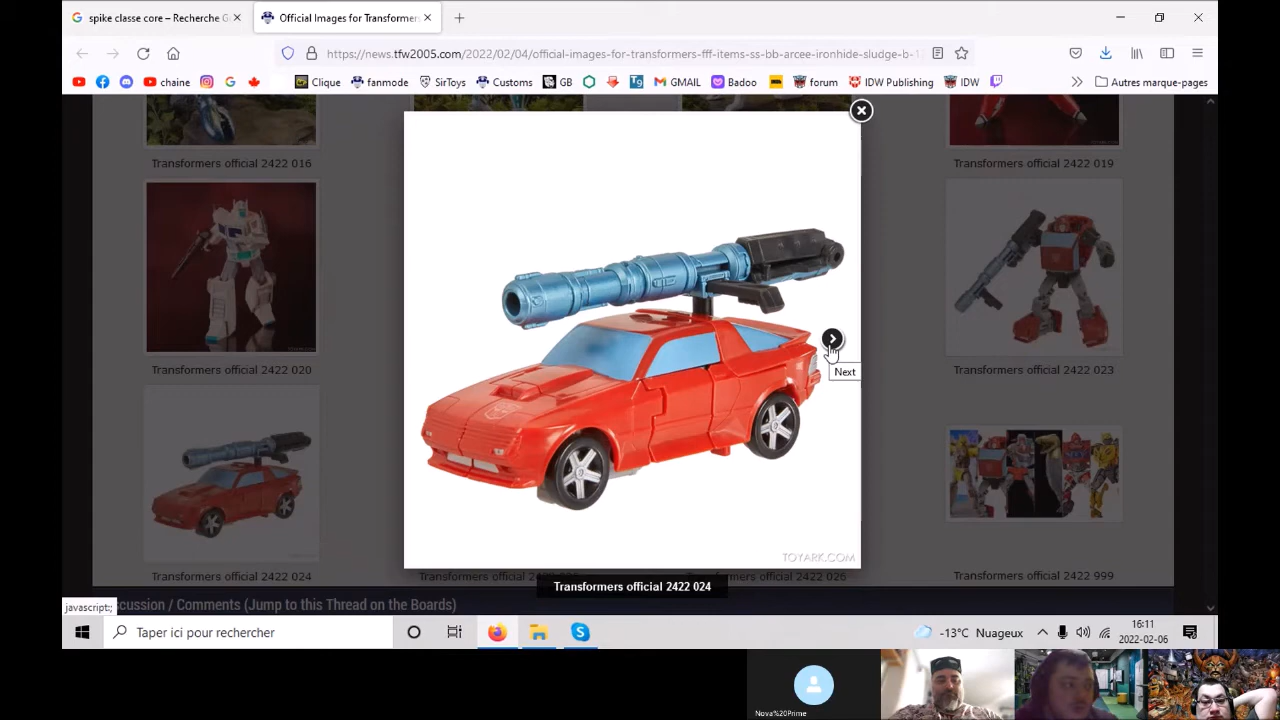 spike classe core – Recherche G
Official Images for Transformer
https://news.tfw2005.com/2022/02/04/official-images-for-transformers-fff-items-ss-bb-arcee-ironhide-sludge-b-1
chaine
Clique
fanmode
SirToys
Customs
GB
GMAIL
Badoo
forum
IDW Publishing
IDW
Autres marque-pages
Transformers official 2422 016
Transformers official 2422 019
Transformers official 2422 020
Transformers official 2422 023
Next
TOYARK.COM
Transformers official 2422 024
Transformers official 2422 024
026
Transformers official 2422 999
javascript:;
cussion / Comments (Jump to this Thread on the Boards)
Taper ici pour rechercher
-13°C Nuageux
16:11
2022-02-06
Nova%20Prime